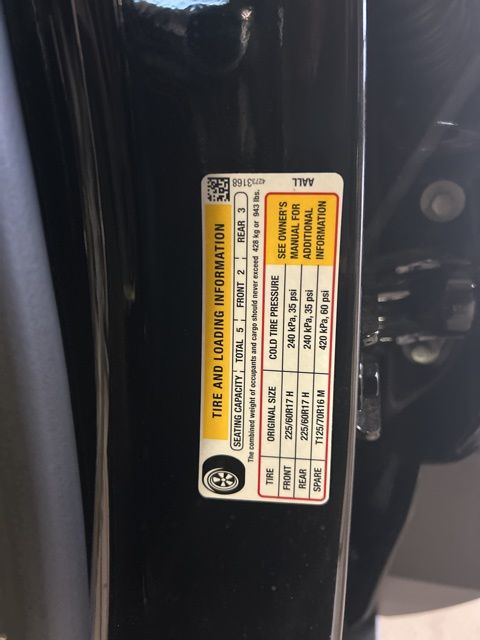 TIRE AND LOADING INFORMATION
SEATING CAPACITY TOTAL 5 FRONT 2 REAR 3
The combined weight of occupants and cargo should never exceed 428 kg or 943 lbs.
TIRE ORIGINAL SIZE COLD TIRE PRESSURE SEE OWNER'S MANUAL FOR ADDITIONAL INFORMATION
FRONT 225/60R17 H 240 kPa, 35 psi
REAR 225/60R17 H 240 kPa, 35 psi
SPARE T125/70R16 M 420 kPa, 60 psi
42733168
AALL